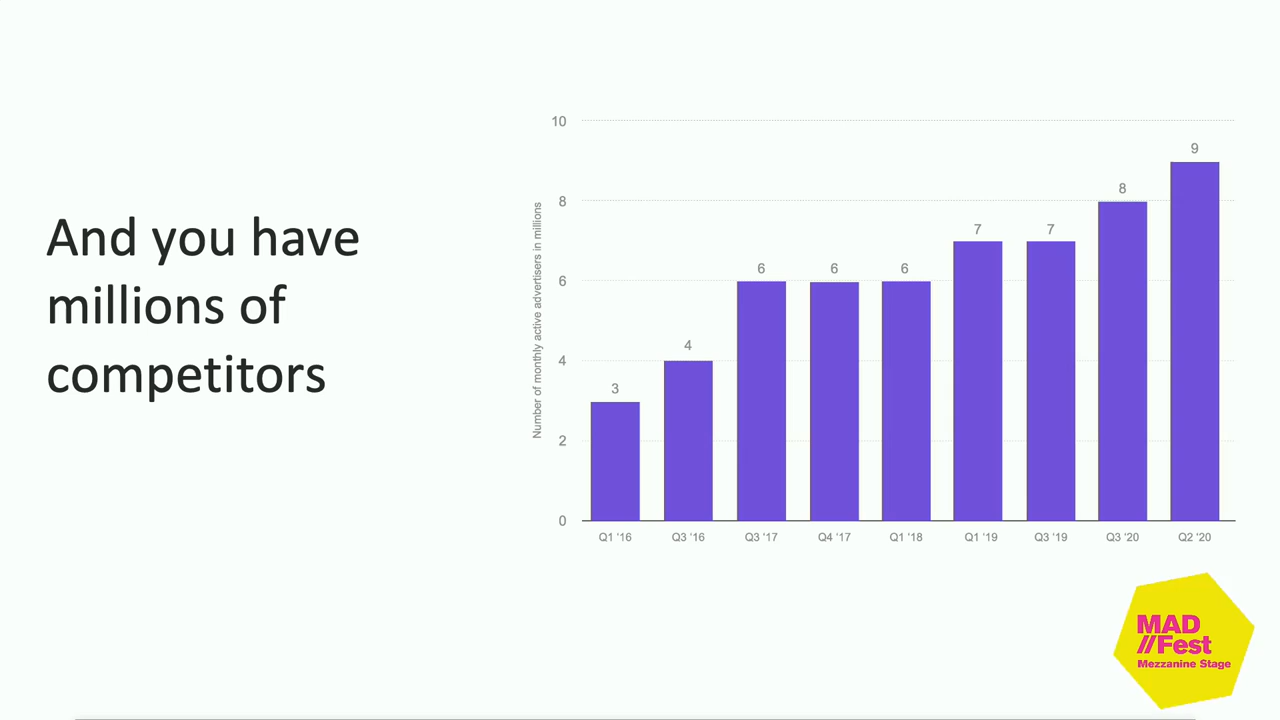 And you have
millions of
competitors
Number of monthly active advertisers in millions
10
8
6
4
2
0
3
4
6
6
6
7
7
8
9
Q1 '16
Q3 '16
Q3 '17
Q4 '17
Q1 '18
Q1 '19
Q3 '19
Q3 '20
Q2 '20
MAD
//Fest
Mezzanine Stage